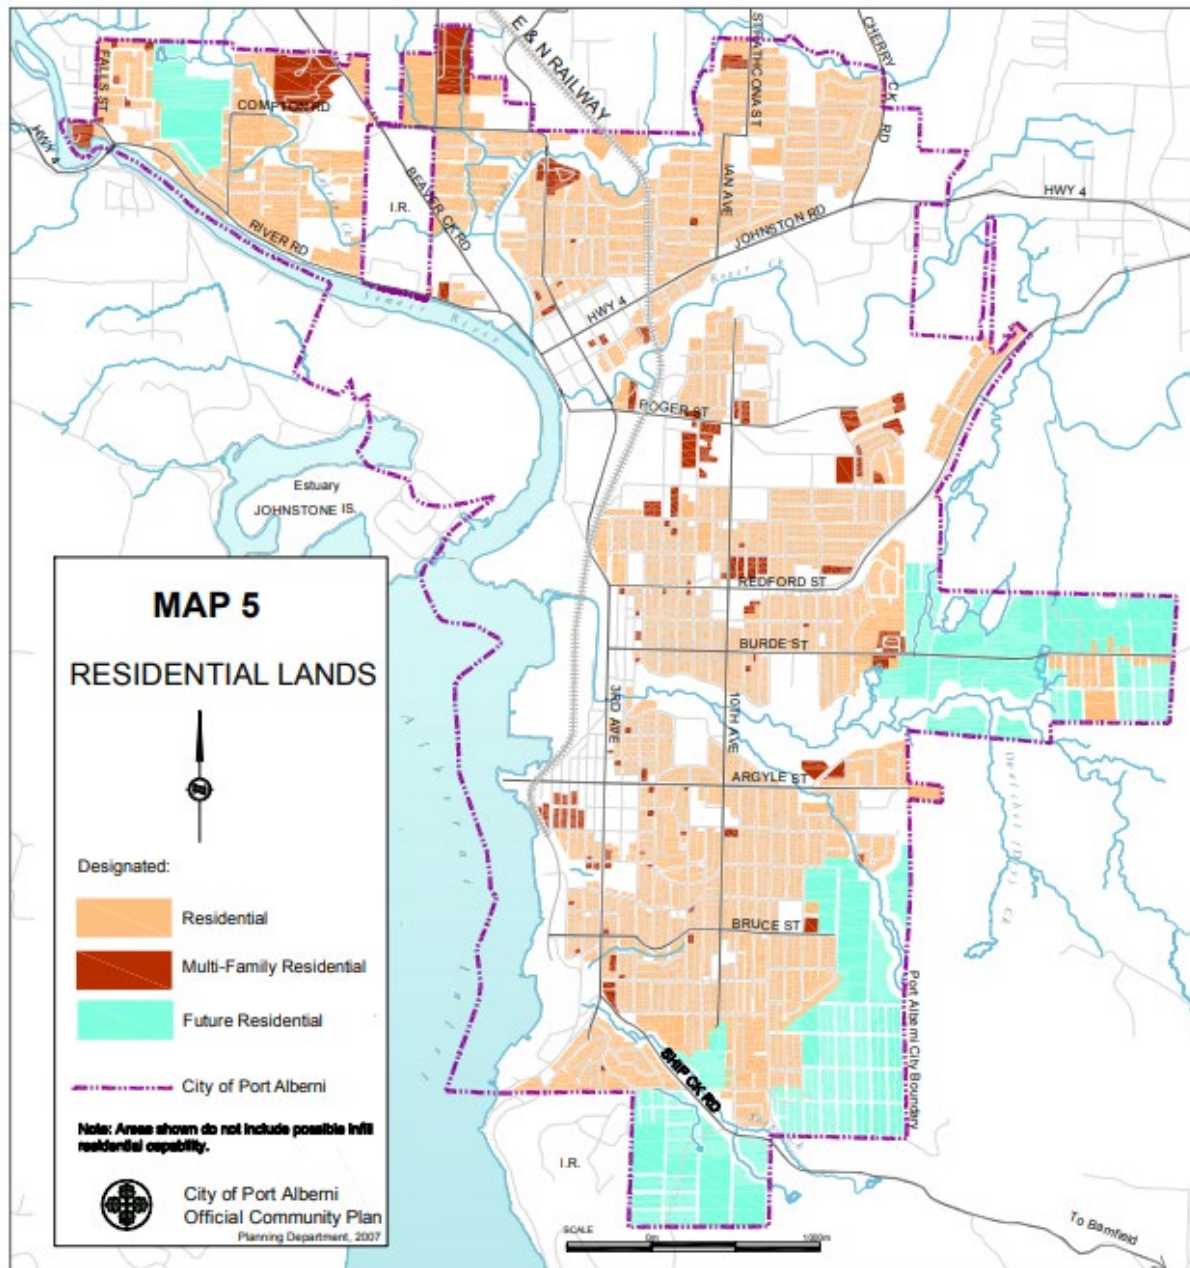 E & N RAILWAY
STRATHCONA ST
CHERRY CK RD
FALLS ST
COMPTON RD
HWY 4
BEAVER CK RD
IAN AVE
HWY 4
I.R.
JOHNSTON RD
RIVER RD
Somass River
Roger Ck
HWY 4
ROGER ST
Estuary
JOHNSTONE IS.
REDFORD ST
BURDE ST
3RD AVE
10TH AVE
ARGYLE ST
BRUCE ST
Port Alberni City Boundary
SHIP CK RD
I.R.
To Bamfield
SCALE
0m
1000m
MAP 5
RESIDENTIAL LANDS
Designated:
Residential
Multi-Family Residential
Future Residential
City of Port Alberni
Note: Areas shown do not include possible infill
residential capability.
City of Port Alberni
Official Community Plan
Planning Department, 2007